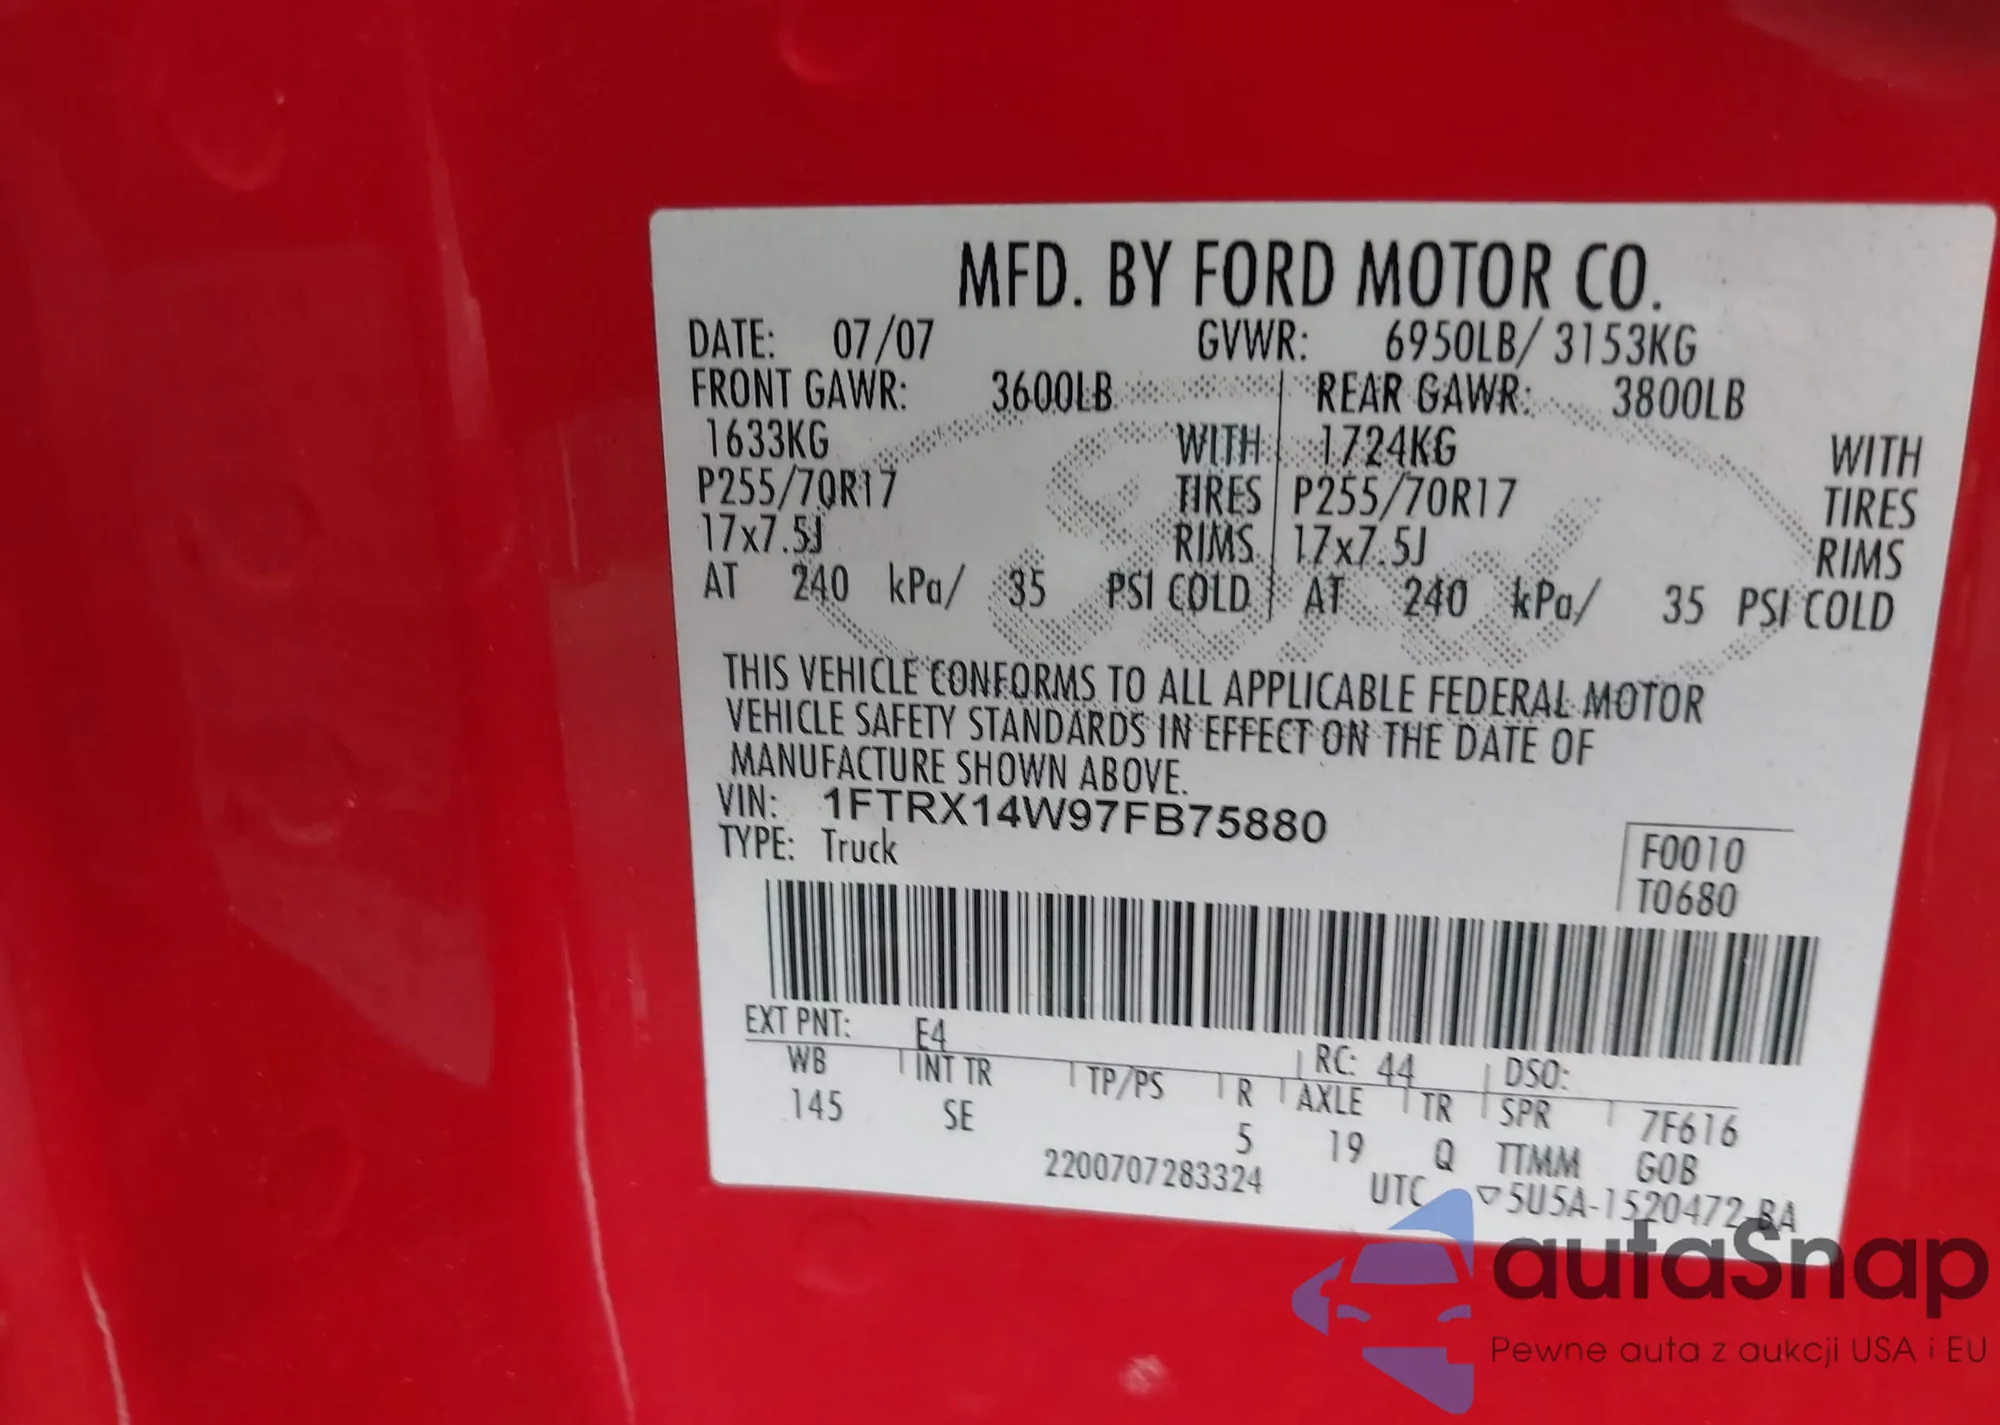 MFD. BY FORD MOTOR CO.
DATE: 07/07 GVWR: 6950LB/ 3153KG
FRONT GAWR: 3600LB REAR GAWR: 3800LB
1633KG WITH 1724KG WITH
P255/70R17 TIRES P255/70R17 TIRES
17x7.5J RIMS 17x7.5J RIMS
AT 240 kPa/ 35 PSI COLD AT 240 kPa/ 35 PSI COLD
THIS VEHICLE CONFORMS TO ALL APPLICABLE FEDERAL MOTOR
VEHICLE SAFETY STANDARDS IN EFFECT ON THE DATE OF
MANUFACTURE SHOWN ABOVE.
VIN: 1FTRX14W97FB75880
TYPE: Truck
F0010
T0680
EXT PNT: E4 RC: 44 DSO:
WB INT TR TP/PS R AXLE TR SPR 7F616
145 SE 5 19 Q TTMM GOB
2200707283324 UTC ▽5U5A-1520472-BA
autaSnap
Pewne auta z aukcji USA i EU